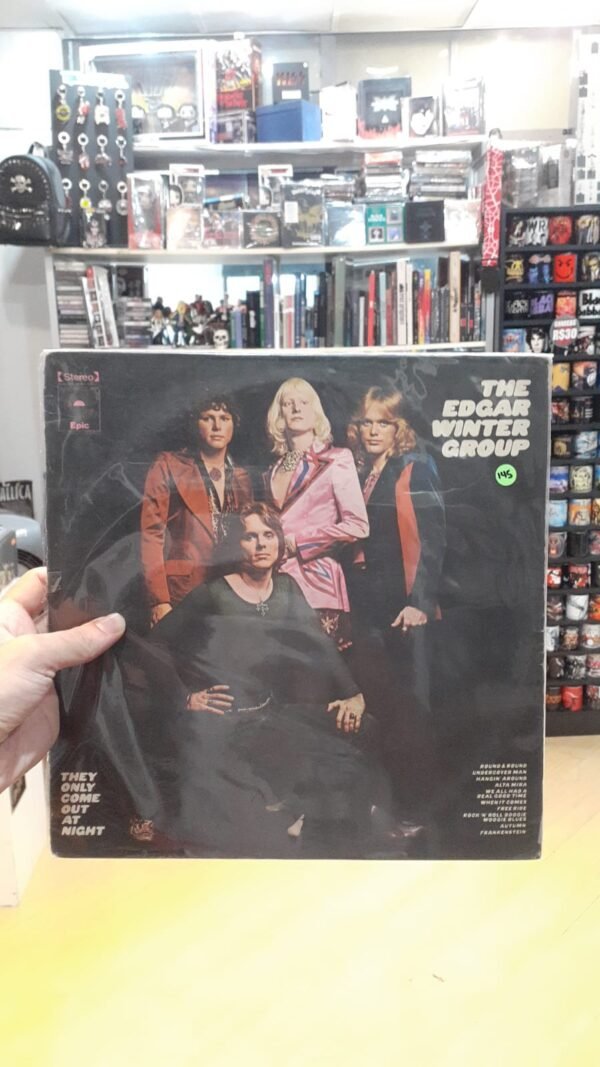 KISS
[Stereo]
Epic
THE
EDGAR
WINTER
GROUP
145
R$30
THEY
ONLY
COME
OUT
AT
NIGHT
ROUND & ROUND
UNDERCOVER MAN
HANGIN' AROUND
ALTA MIRA
WE ALL HAD A
REAL GOOD TIME
WHEN IT COMES
FREE RIDE
ROCK 'N' ROLL BOOGIE
WOOGIE BLUES
AUTUMN
FRANKENSTEIN